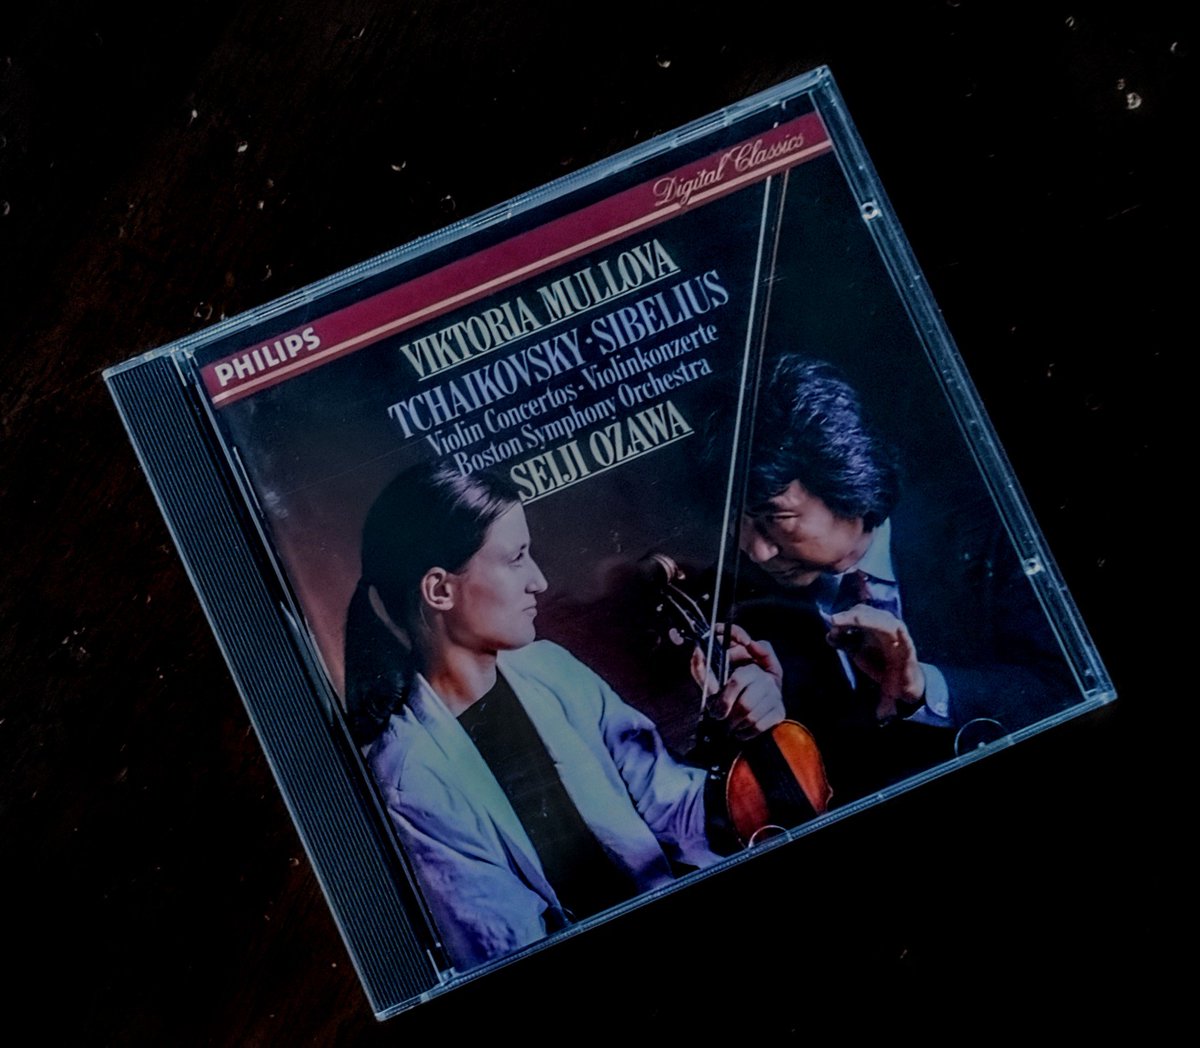 Digital Classics
PHILIPS
VIKTORIA MULLOVA
TCHAIKOVSKY · SIBELIUS
Violin Concertos · Violinkonzerte
Boston Symphony Orchestra
SEIJI OZAWA